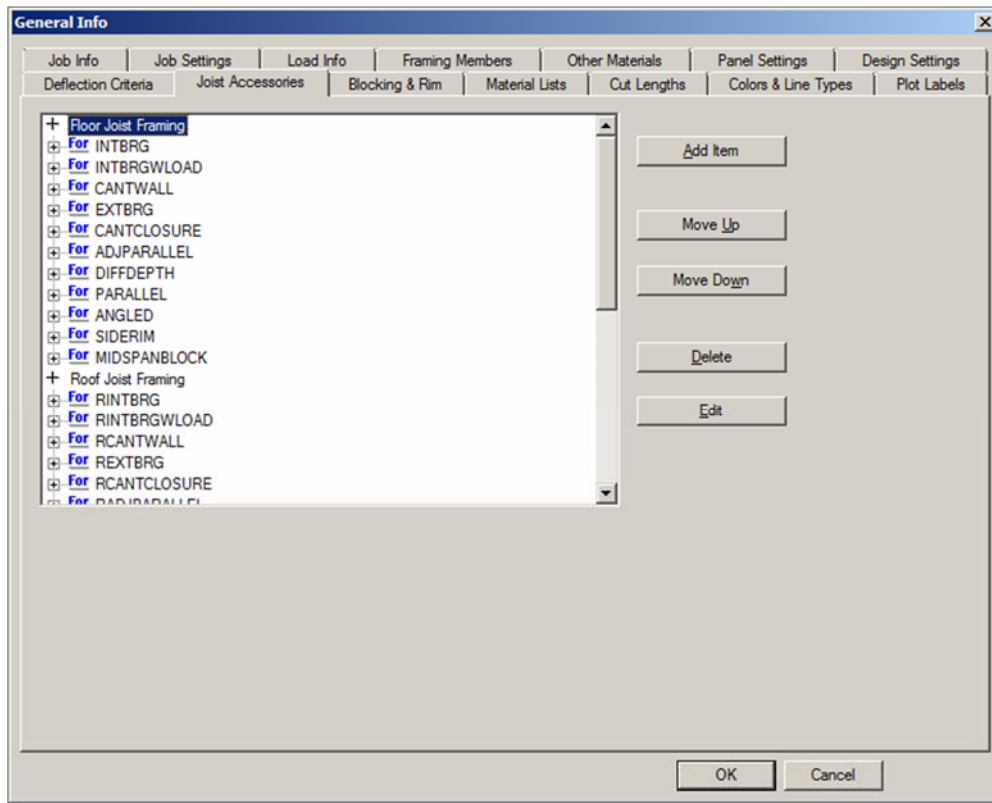 General Info
Job Info Job Settings Load Info Framing Members Other Materials Panel Settings Design Settings
Deflection Criteria Joist Accessories Blocking & Rim Material Lists Cut Lengths Colors & Line Types Plot Labels
Floor Joist Framing
For INTBRG
For INTBRGWLOAD
For CANTWALL
For EXTBRG
For CANTCLOSURE
For ADJPARALLEL
For DIFFDEPTH
For PARALLEL
For ANGLED
For SIDERIM
For MIDSPANBLOCK
Roof Joist Framing
For RINTBRG
For RINTBRGWLOAD
For RCANTWALL
For REXTBRG
For RCANTCLOSURE
For RADJPARALLEL
Add Item
Move Up
Move Down
Delete
Edit
OK Cancel